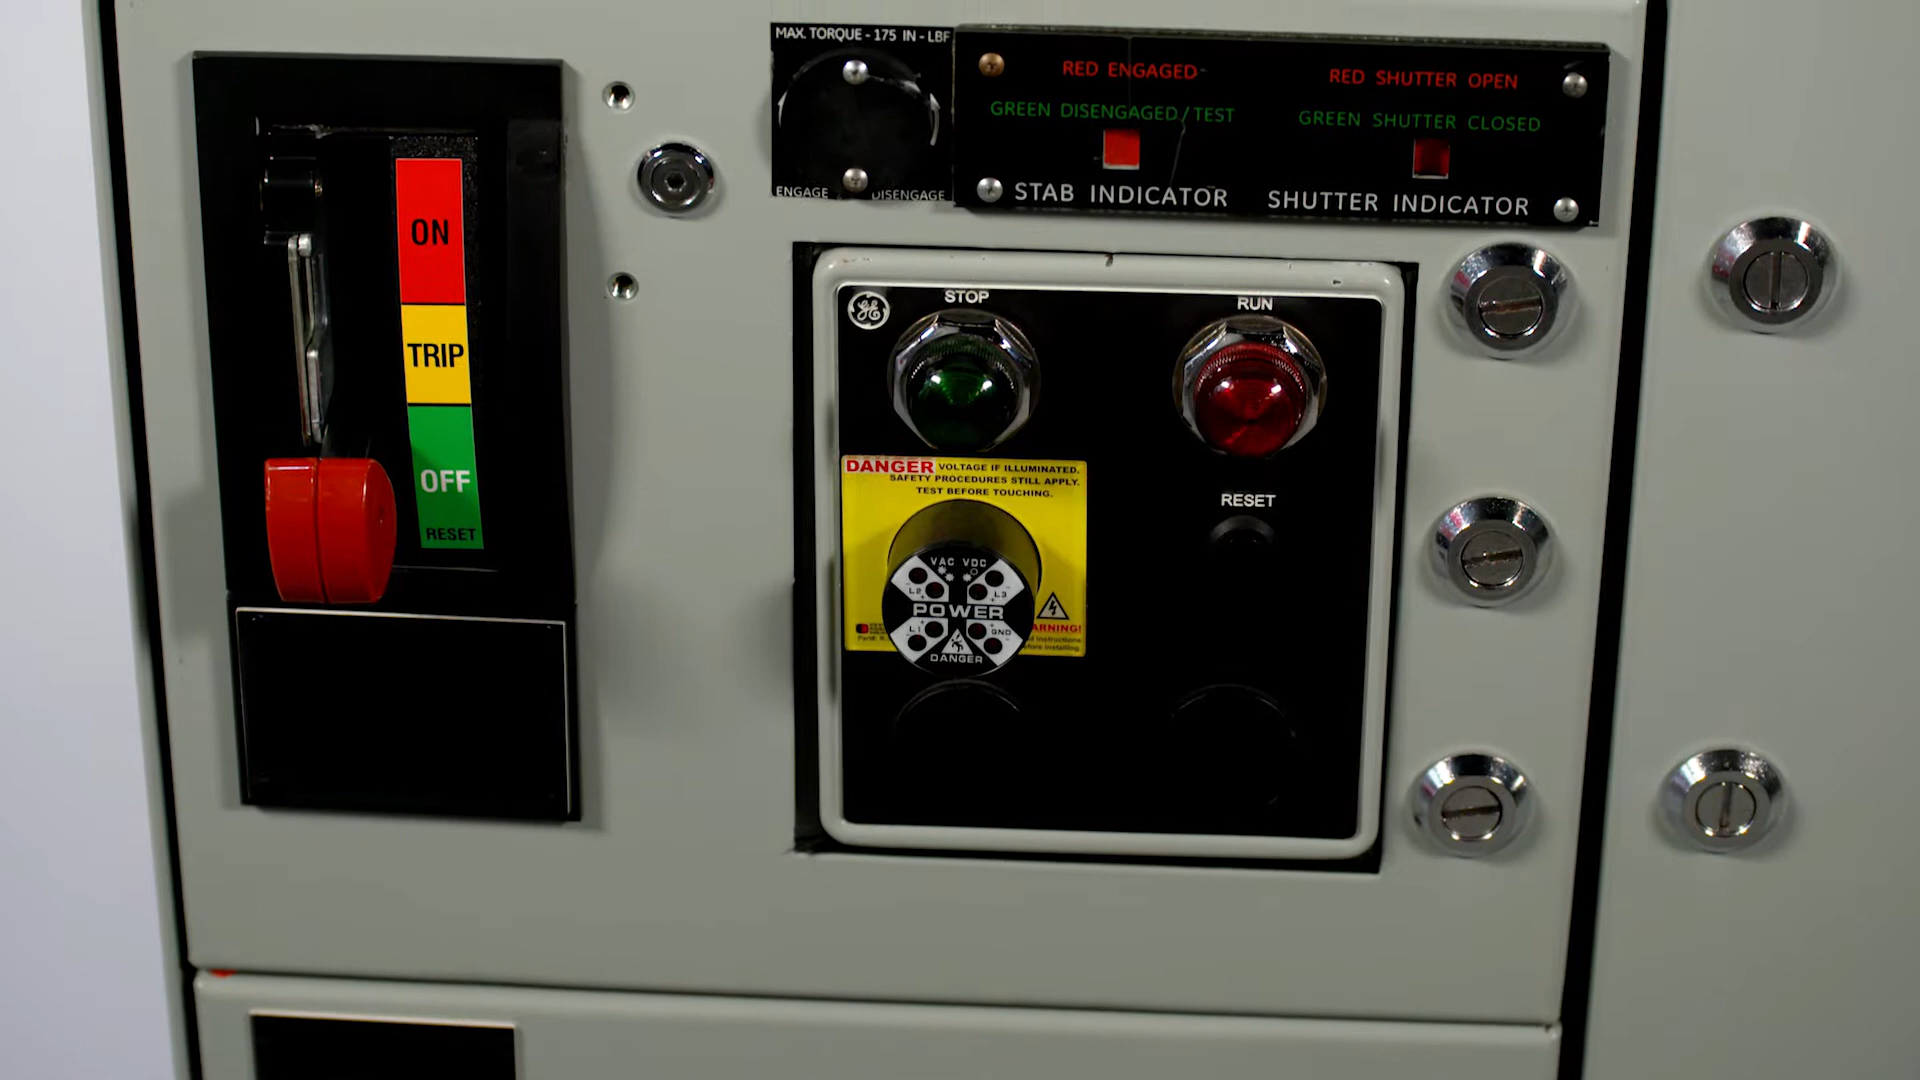 MAX. TORQUE - 175 IN - LBF
ENGAGE DISENGAGE
RED ENGAGED
GREEN DISENGAGED/TEST
STAB INDICATOR
RED SHUTTER OPEN
GREEN SHUTTER CLOSED
SHUTTER INDICATOR
ON
TRIP
OFF
RESET
GE
STOP
RUN
DANGER VOLTAGE IF ILLUMINATED.
SAFETY PROCEDURES STILL APPLY.
TEST BEFORE TOUCHING.
RESET
VAC VDC
L2 L3
POWER
L1 GND
DANGER